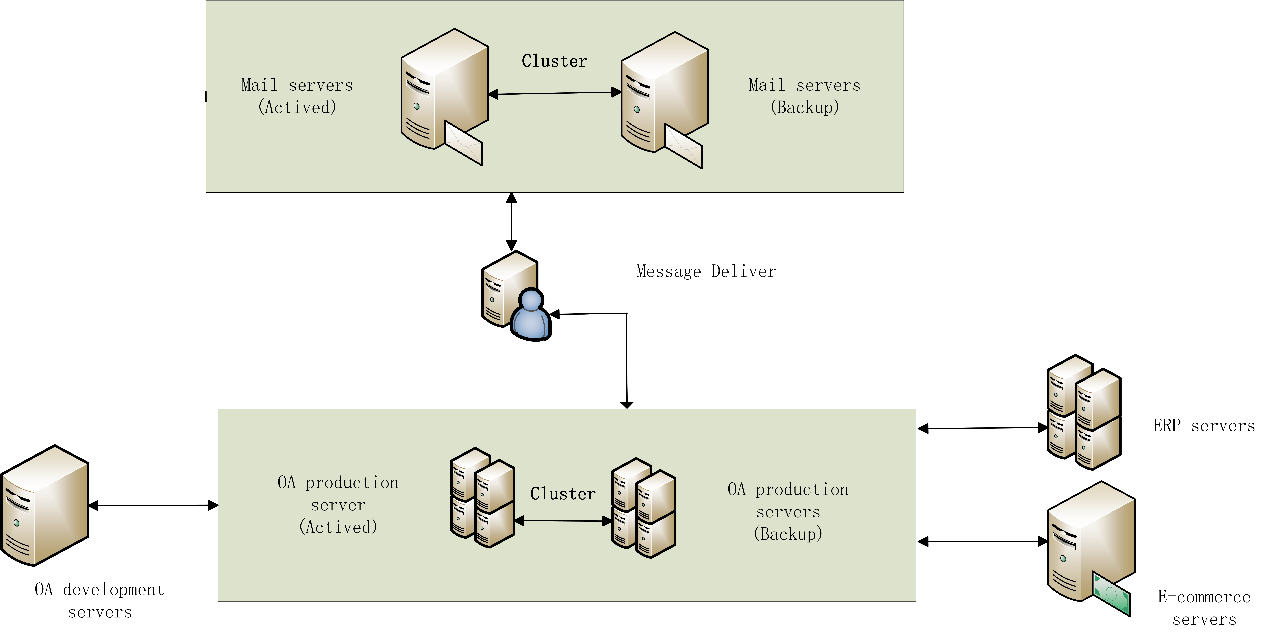 Cluster
Mail servers
(Actived)
Mail servers
(Backup)
Message Deliver
ERP servers
OA production
server
(Actived)
Cluster
OA production
servers
(Backup)
OA development
servers
E-commerce
servers